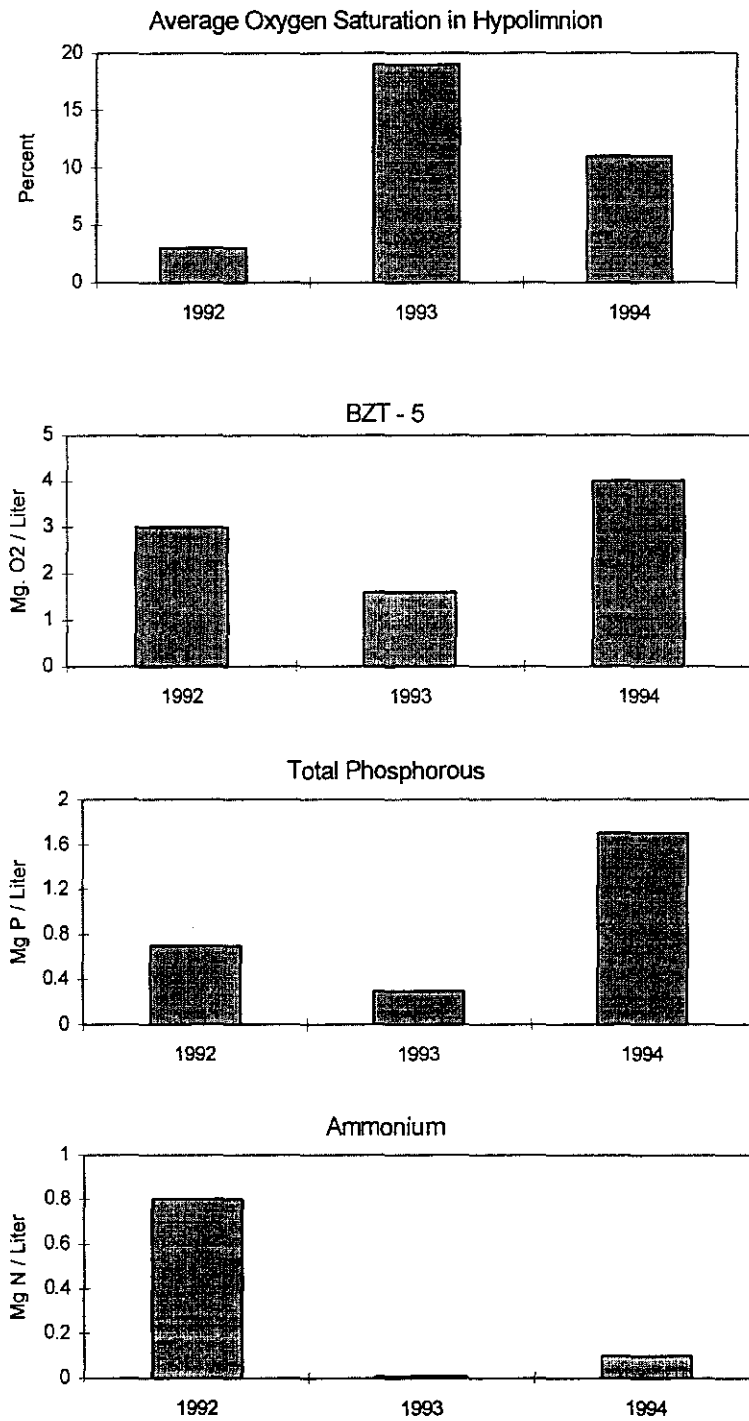 Average Oxygen Saturation in Hypolimnion
20
15
10
5
0
Percent
1992 1993 1994
BZT - 5
5
4
3
2
1
0
Mg. O2 / Liter
1992 1993 1994
Total Phosphorous
2
1.6
1.2
0.8
0.4
0
Mg P / Liter
1992 1993 1994
Ammonium
1
0.8
0.6
0.4
0.2
0
Mg N / Liter
1992 1993 1994